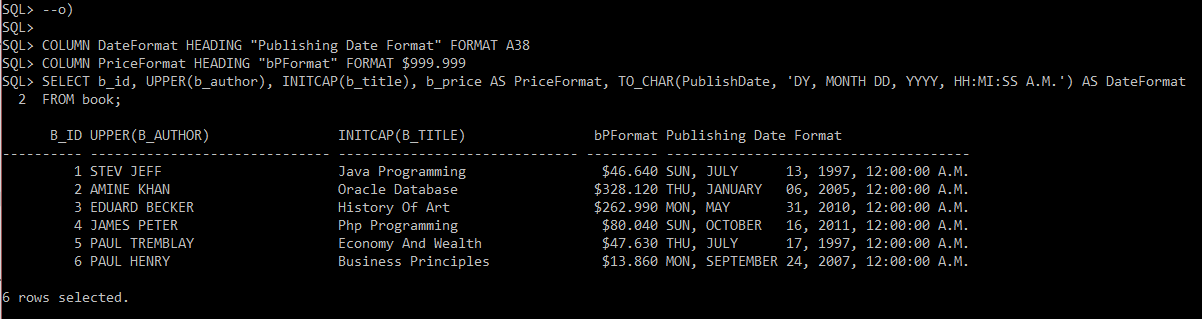 SQL> --o)
SQL>
SQL> COLUMN DateFormat HEADING "Publishing Date Format" FORMAT A38
SQL> COLUMN PriceFormat HEADING "bPFormat" FORMAT $999.999
SQL> SELECT b_id, UPPER(b_author), INITCAP(b_title), b_price AS PriceFormat, TO_CHAR(PublishDate, 'DY, MONTH DD, YYYY, HH:MI:SS A.M.') AS DateFormat
  2  FROM book;

      B_ID UPPER(B_AUTHOR)                INITCAP(B_TITLE)                bPFormat Publishing Date Format
---------- ------------------------------ ------------------------------ --------- --------------------------------------
         1 STEV JEFF                      Java Programming                 $46.640 SUN, JULY      13, 1997, 12:00:00 A.M.
         2 AMINE KHAN                     Oracle Database                 $328.120 THU, JANUARY   06, 2005, 12:00:00 A.M.
         3 EDUARD BECKER                  History Of Art                  $262.990 MON, MAY       31, 2010, 12:00:00 A.M.
         4 JAMES PETER                    Php Programming                  $80.040 SUN, OCTOBER   16, 2011, 12:00:00 A.M.
         5 PAUL TREMBLAY                  Economy And Wealth               $47.630 THU, JULY      17, 1997, 12:00:00 A.M.
         6 PAUL HENRY                     Business Principles              $13.860 MON, SEPTEMBER 24, 2007, 12:00:00 A.M.

6 rows selected.